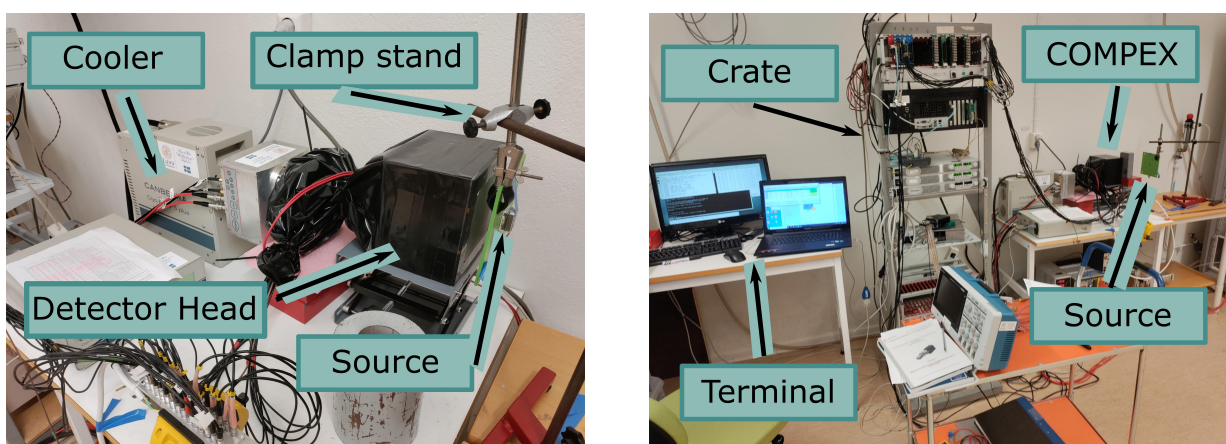 Cooler
Clamp stand
Detector Head
Source
Crate
COMPEX
Source
Terminal